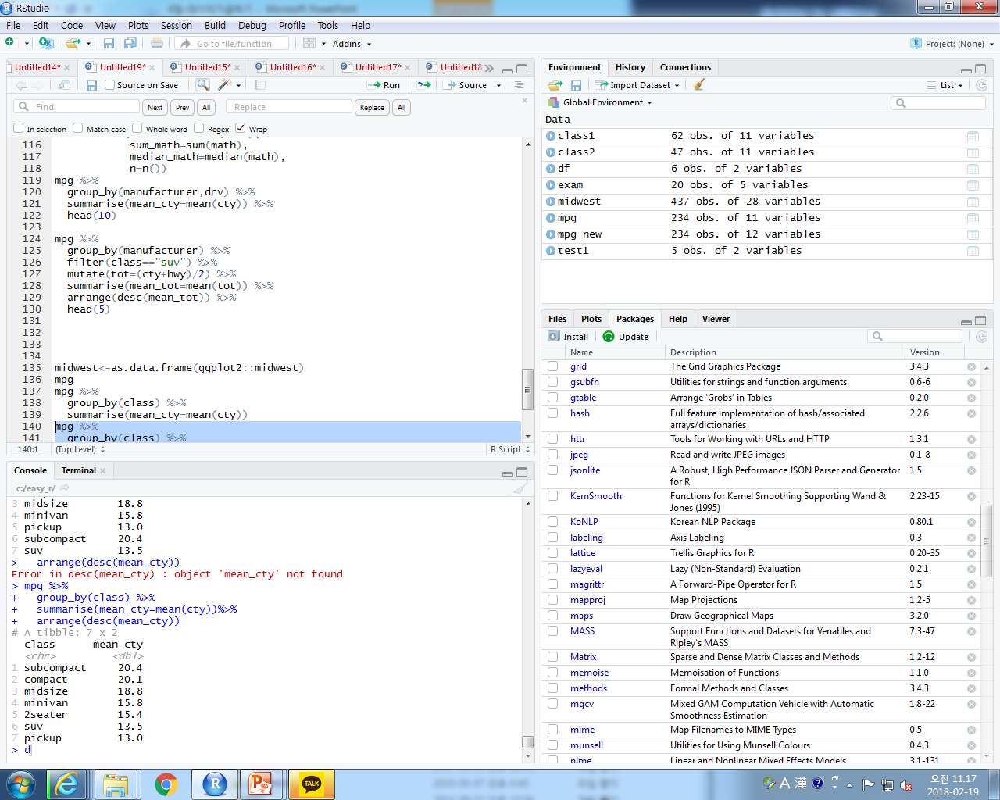 RStudio
File Edit Code View Plots Session Build Debug Profile Tools Help
Go to file/function Addins Project: (None)
Untitled14* Untitled19* Untitled15* Untitled16* Untitled17* Untitled18
Source on Save Run Source
Find Next Prev All Replace Replace All
In selection Match case Whole word Regex Wrap
116 sum_math=sum(math),
117 median_math=median(math),
118 n=n())
119 mpg %>%
120 group_by(manufacturer,drv) %>%
121 summarise(mean_cty=mean(cty)) %>%
122 head(10)
123
124 mpg %>%
125 group_by(manufacturer) %>%
126 filter(class=="suv") %>%
127 mutate(tot=(cty+hwy)/2) %>%
128 summarise(mean_tot=mean(tot)) %>%
129 arrange(desc(mean_tot)) %>%
130 head(5)
131
132
133
134
135 midwest<-as.data.frame(ggplot2::midwest)
136 mpg
137 mpg %>%
138 group_by(class) %>%
139 summarise(mean_cty=mean(cty))
140 mpg %>%
141 group_by(class) %>%
140:1 (Top Level) R Script
Console Terminal
c:/easy_r/
3 midsize 18.8
4 minivan 15.8
5 pickup 13.0
6 subcompact 20.4
7 suv 13.5
> arrange(desc(mean_cty))
Error in desc(mean_cty) : object 'mean_cty' not found
> mpg %>%
+ group_by(class) %>%
+ summarise(mean_cty=mean(cty))%>%
+ arrange(desc(mean_cty))
# A tibble: 7 x 2
class mean_cty
<chr> <dbl>
1 subcompact 20.4
2 compact 20.1
3 midsize 18.8
4 minivan 15.8
5 2seater 15.4
6 suv 13.5
7 pickup 13.0
> d
Environment History Connections
Import Dataset List
Global Environment
Data
class1 62 obs. of 11 variables
class2 47 obs. of 11 variables
df 6 obs. of 2 variables
exam 20 obs. of 5 variables
midwest 437 obs. of 28 variables
mpg 234 obs. of 11 variables
mpg_new 234 obs. of 12 variables
test1 5 obs. of 2 variables
Files Plots Packages Help Viewer
Install Update
Name Description Version
grid The Grid Graphics Package 3.4.3
gsubfn Utilities for strings and function arguments. 0.6-6
gtable Arrange 'Grobs' in Tables 0.2.0
hash Full feature implementation of hash/associated 2.2.6
arrays/dictionaries
httr Tools for Working with URLs and HTTP 1.3.1
jpeg Read and write JPEG images 0.1-8
jsonlite A Robust, High Performance JSON Parser and Generator 1.5
for R
KernSmooth Functions for Kernel Smoothing Supporting Wand & 2.23-15
Jones (1995)
KoNLP Korean NLP Package 0.80.1
labeling Axis Labeling 0.3
lattice Trellis Graphics for R 0.20-35
lazyeval Lazy (Non-Standard) Evaluation 0.2.1
magrittr A Forward-Pipe Operator for R 1.5
mapproj Map Projections 1.2-5
maps Draw Geographical Maps 3.2.0
MASS Support Functions and Datasets for Venables and 7.3-47
Ripley's MASS
Matrix Sparse and Dense Matrix Classes and Methods 1.2-12
memoise Memoisation of Functions 1.1.0
methods Formal Methods and Classes 3.4.3
mgcv Mixed GAM Computation Vehicle with Automatic 1.8-22
Smoothness Estimation
mime Map Filenames to MIME Types 0.5
munsell Utilities for Using Munsell Colours 0.4.3
nlme Linear and Nonlinear Mixed Effects Models 3.1-131
TALK
A 漢
오전 11:17
2018-02-19